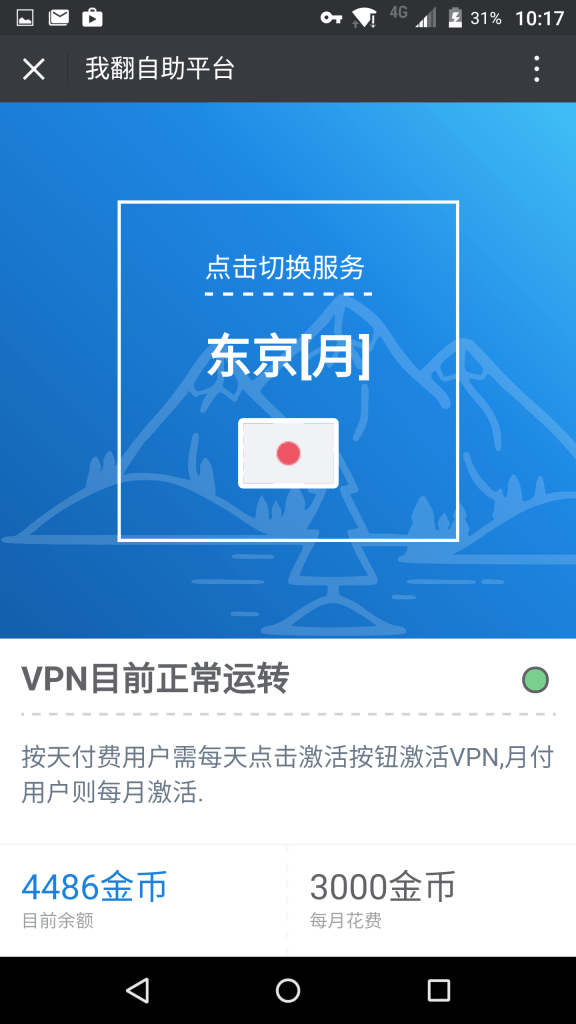 4G 31% 10:17
我翻自助平台
点击切换服务
东京[月]
VPN目前正常运转
按天付费用户需每天点击激活按钮激活VPN,月付
用户则每月激活.
4486金币 3000金币
目前余额 每月花费